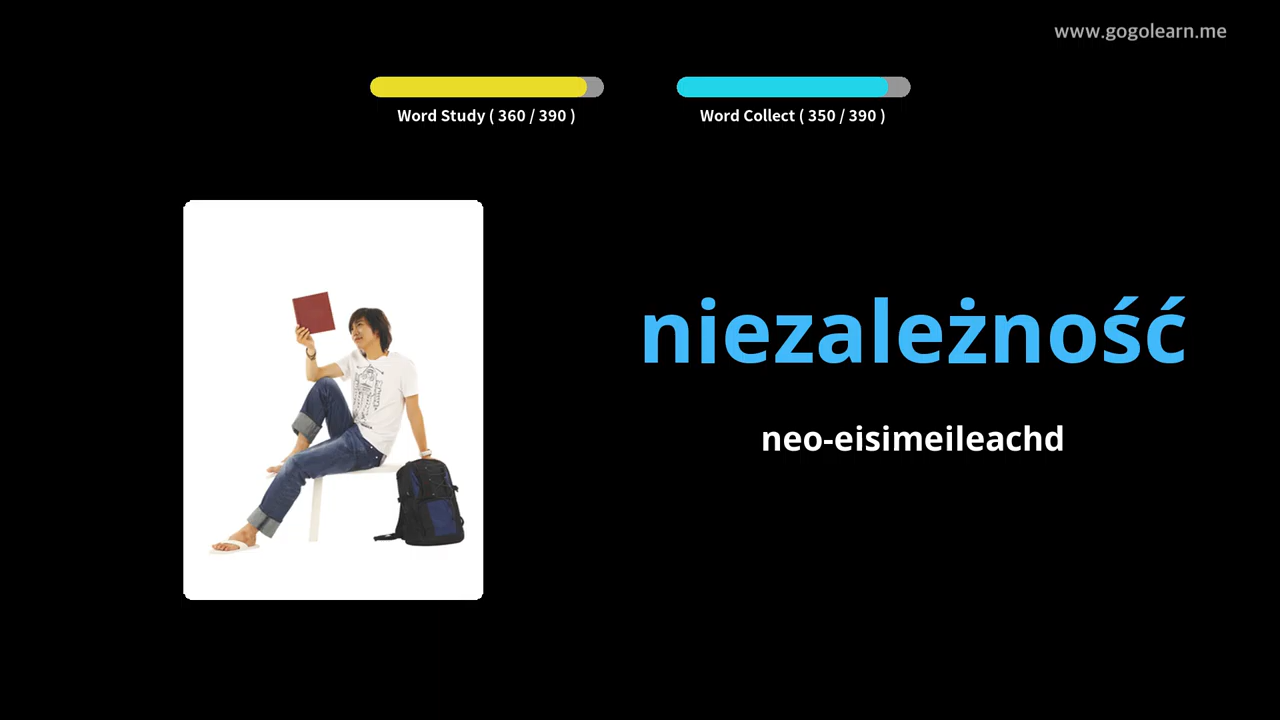 www.gogolearn.me
Word Study ( 360 / 390 )
Word Collect ( 350 / 390 )
niezależność
neo-eisimeileachd